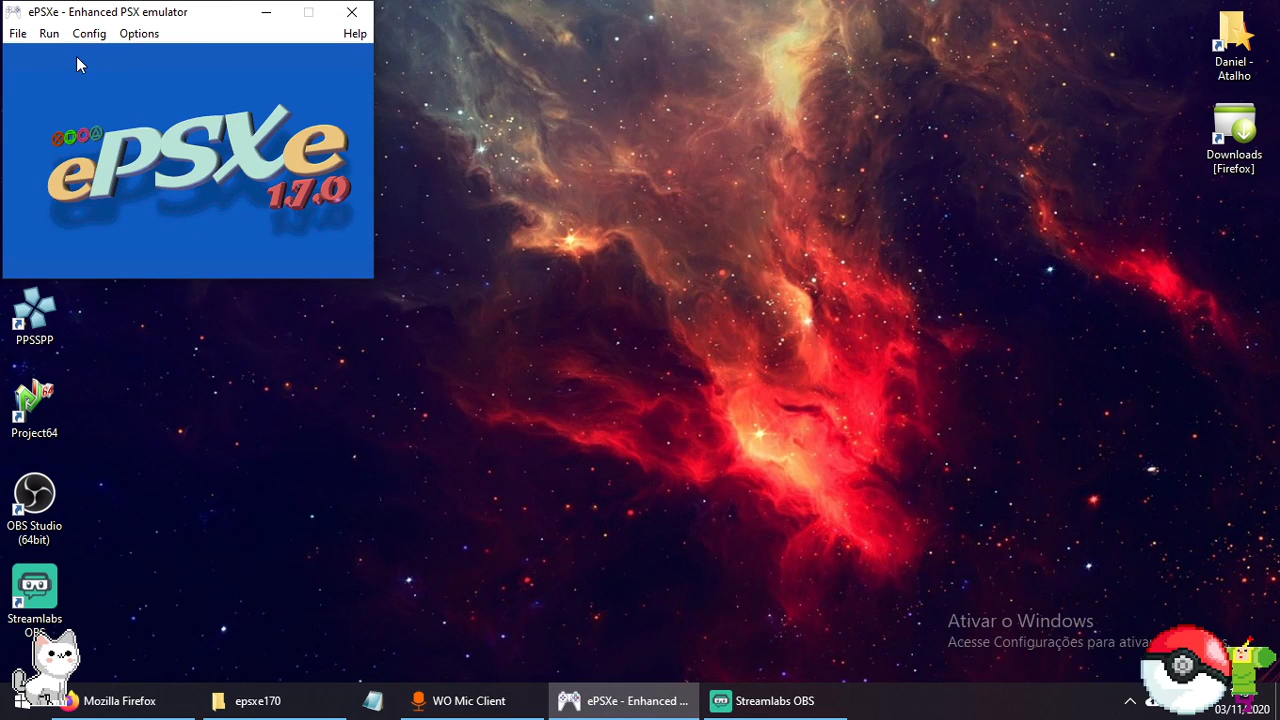 ePSXe - Enhanced PSX emulator
File Run Config Options Help
ePSXe
1.7.0
PPSSPP
Project64
OBS Studio
(64bit)
Streamlabs
OBS
Daniel -
Atalho
Downloads
[Firefox]
Ativar o Windows
Acesse Configurações para
Mozilla Firefox
epsxe170
WO Mic Client
ePSXe - Enhanced ...
Streamlabs OBS
03/11/2020